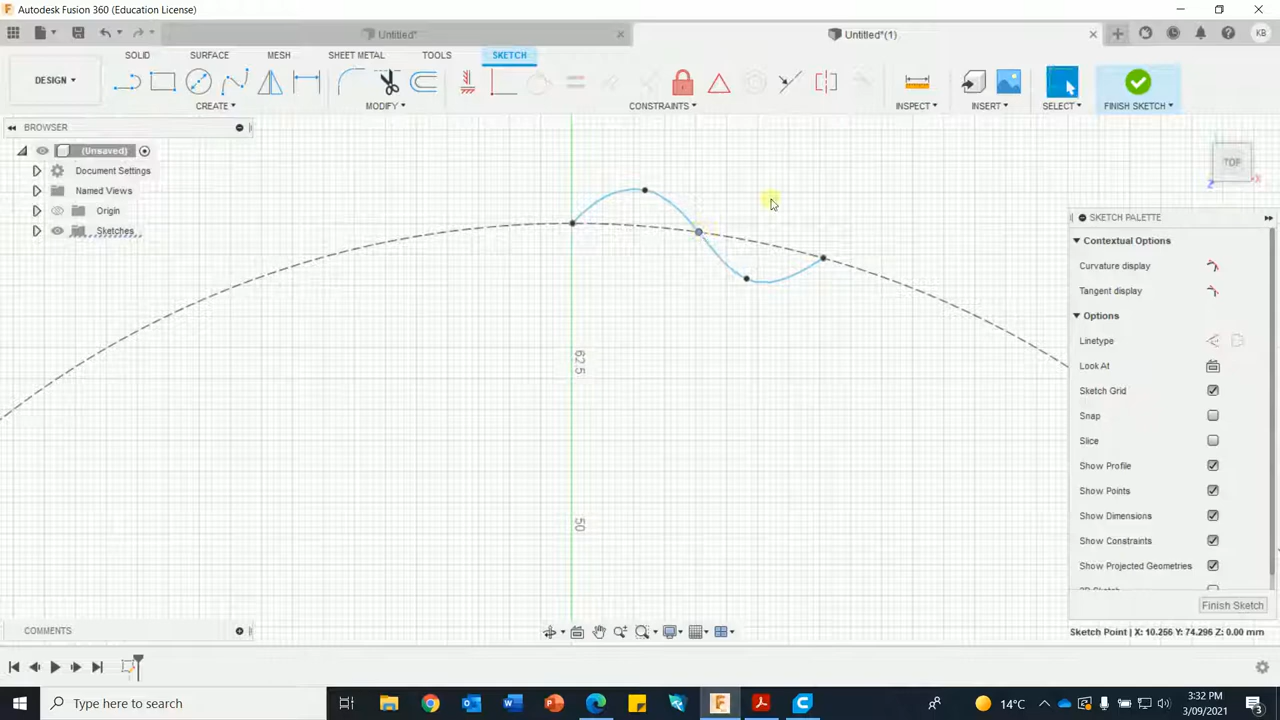 Autodesk Fusion 360 (Education License)
Untitled*
Untitled*(1)
KB
SOLID SURFACE MESH SHEET METAL TOOLS SKETCH
DESIGN
CREATE MODIFY CONSTRAINTS INSPECT INSERT SELECT FINISH SKETCH
BROWSER
(Unsaved)
Document Settings
Named Views
Origin
Sketches
TOP
Z X
62.5
50
SKETCH PALETTE
Contextual Options
Curvature display
Tangent display
Options
Linetype
Look At
Sketch Grid
Snap
Slice
Show Profile
Show Points
Show Dimensions
Show Constraints
Show Projected Geometries
Finish Sketch
COMMENTS
Sketch Point | X: 10.256 Y: 74.296 Z: 0.00 mm
Type here to search
14°C
3:32 PM
3/09/2021
3